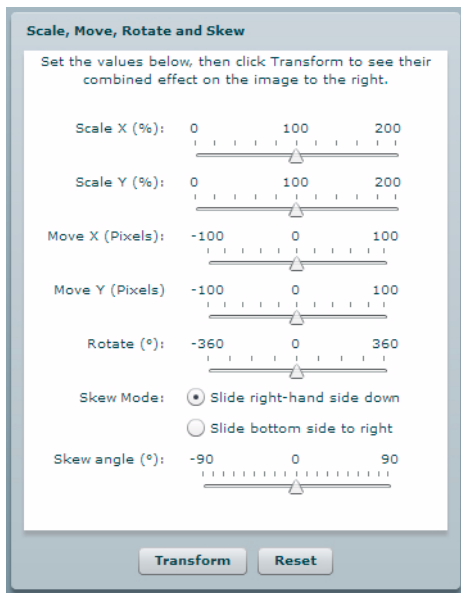 Scale, Move, Rotate and Skew
Set the values below, then click Transform to see their
combined effect on the image to the right.
Scale X (%): 0 100 200
Scale Y (%): 0 100 200
Move X (Pixels): -100 0 100
Move Y (Pixels) -100 0 100
Rotate (°): -360 0 360
Skew Mode: Slide right-hand side down
Slide bottom side to right
Skew angle (°): -90 0 90
Transform Reset